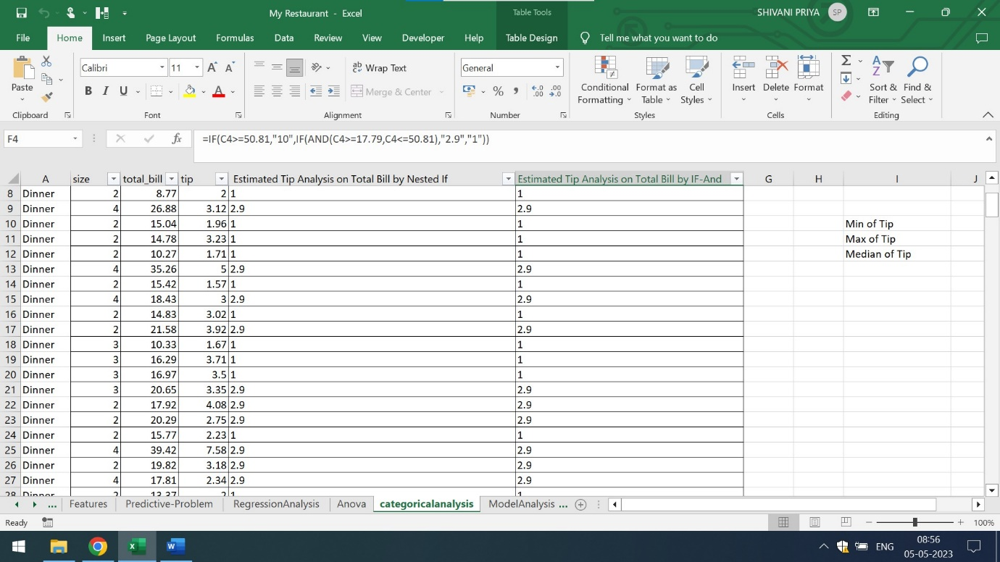 My Restaurant - Excel
Table Tools
SHIVANI PRIYA SP
File Home Insert Page Layout Formulas Data Review View Developer Help Table Design Tell me what you want to do
Calibri 11 A A ab Wrap Text General
Paste
B I U A Merge & Center % ,
Conditional Formatting
Format as Table
Cell Styles
Insert Delete Format
Sort & Filter
Find & Select
Clipboard Font Alignment Number Styles Cells Editing
F4 fx =IF(C4>=50.81,"10",IF(AND(C4>=17.79,C4<=50.81),"2.9","1"))
A size total_bill tip Estimated Tip Analysis on Total Bill by Nested If Estimated Tip Analysis on Total Bill by IF-And G H I J
8 Dinner 2 8.77 2 1 1
9 Dinner 4 26.88 3.12 2.9 2.9
10 Dinner 2 15.04 1.96 1 1 Min of Tip
11 Dinner 2 14.78 3.23 1 1 Max of Tip
12 Dinner 2 10.27 1.71 1 1 Median of Tip
13 Dinner 4 35.26 5 2.9 2.9
14 Dinner 2 15.42 1.57 1 1
15 Dinner 4 18.43 3 2.9 2.9
16 Dinner 2 14.83 3.02 1 1
17 Dinner 2 21.58 3.92 2.9 2.9
18 Dinner 3 10.33 1.67 1 1
19 Dinner 3 16.29 3.71 1 1
20 Dinner 3 16.97 3.5 1 1
21 Dinner 3 20.65 3.35 2.9 2.9
22 Dinner 2 17.92 4.08 2.9 2.9
23 Dinner 2 20.29 2.75 2.9 2.9
24 Dinner 2 15.77 2.23 1 1
25 Dinner 4 39.42 7.58 2.9 2.9
26 Dinner 2 19.82 3.18 2.9 2.9
27 Dinner 4 17.81 2.34 2.9 2.9
28 Dinner 2 13.37 2 1 1
... Features Predictive-Problem RegressionAnalysis Anova categoricalanalysis ModelAnalysis ...
Ready 100%
ENG
08:56
05-05-2023